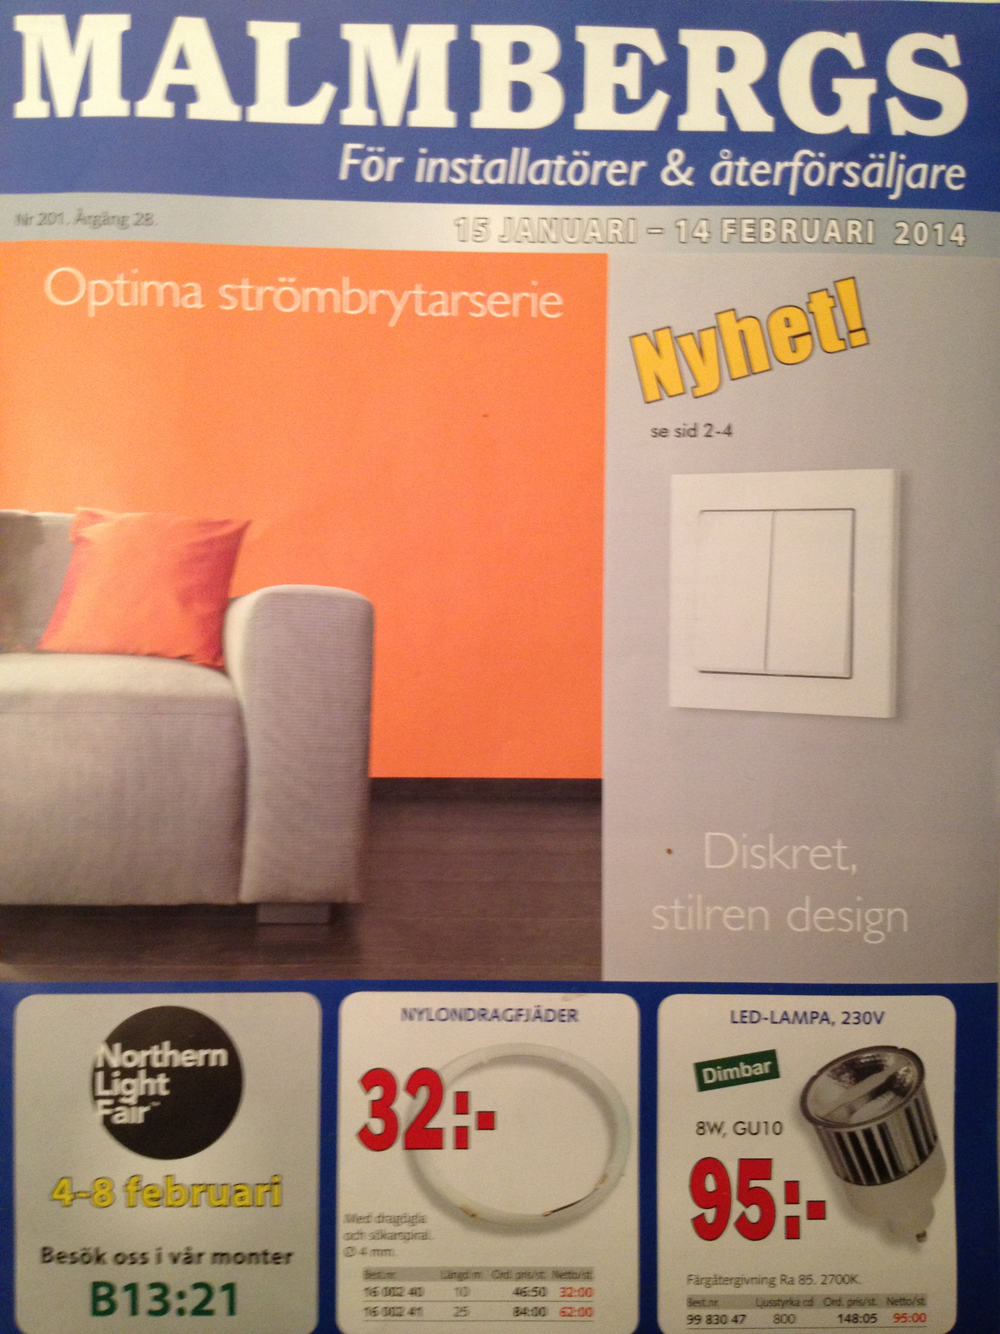 MALMBERGS
För installatörer & återförsäljare
Nr 201. Årgång 28.
15 JANUARI – 14 FEBRUARI 2014
Optima strömbrytarserie
Nyhet!
se sid 2-4
Diskret,
stilren design
Northern
Light
Fair™
4-8 februari
Besök oss i vår monter
B13:21
NYLONDRAGFJÄDER
32:-
Med dragögla
och sökarspiral.
Ø 4 mm.
Best.nr. Längd m Ord. pris/st. Netto/st.
16 002 40 10 46:50 32:00
16 002 41 25 84:00 62:00
LED-LAMPA, 230V
Dimbar
8W, GU10
95:-
Färgåtergivning Ra 85. 2700K.
Best.nr. Ljusstyrka cd Ord. pris/st. Netto/st.
99 830 47 800 148:05 95:00